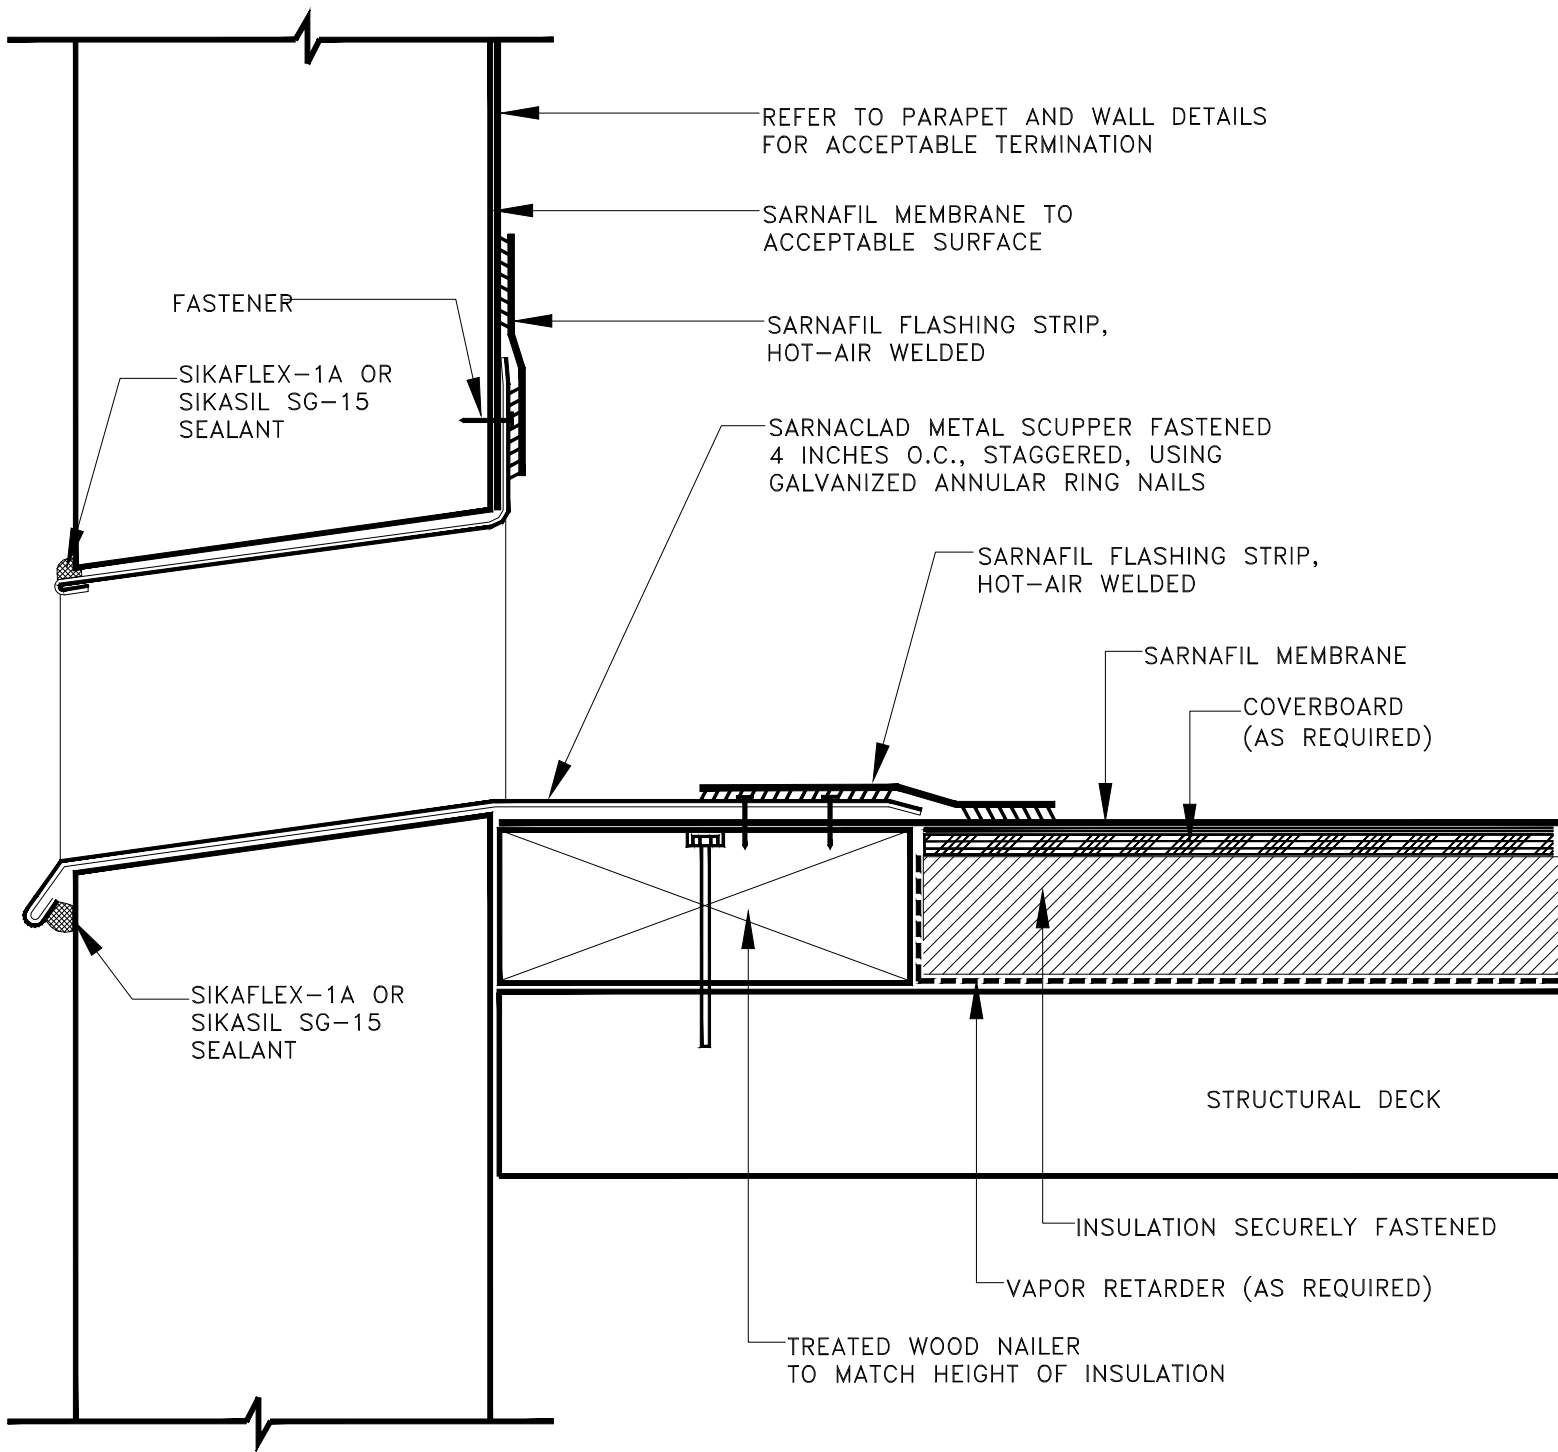 REFER TO PARAPET AND WALL DETAILS
FOR ACCEPTABLE TERMINATION
SARNAFIL MEMBRANE TO
ACCEPTABLE SURFACE
FASTENER
SARNAFIL FLASHING STRIP,
HOT-AIR WELDED
SIKAFLEX-1A OR
SIKASIL SG-15
SEALANT
SARNACLAD METAL SCUPPER FASTENED
4 INCHES O.C., STAGGERED, USING
GALVANIZED ANNULAR RING NAILS
SARNAFIL FLASHING STRIP,
HOT-AIR WELDED
SARNAFIL MEMBRANE
COVERBOARD
(AS REQUIRED)
SIKAFLEX-1A OR
SIKASIL SG-15
SEALANT
STRUCTURAL DECK
INSULATION SECURELY FASTENED
VAPOR RETARDER (AS REQUIRED)
TREATED WOOD NAILER
TO MATCH HEIGHT OF INSULATION